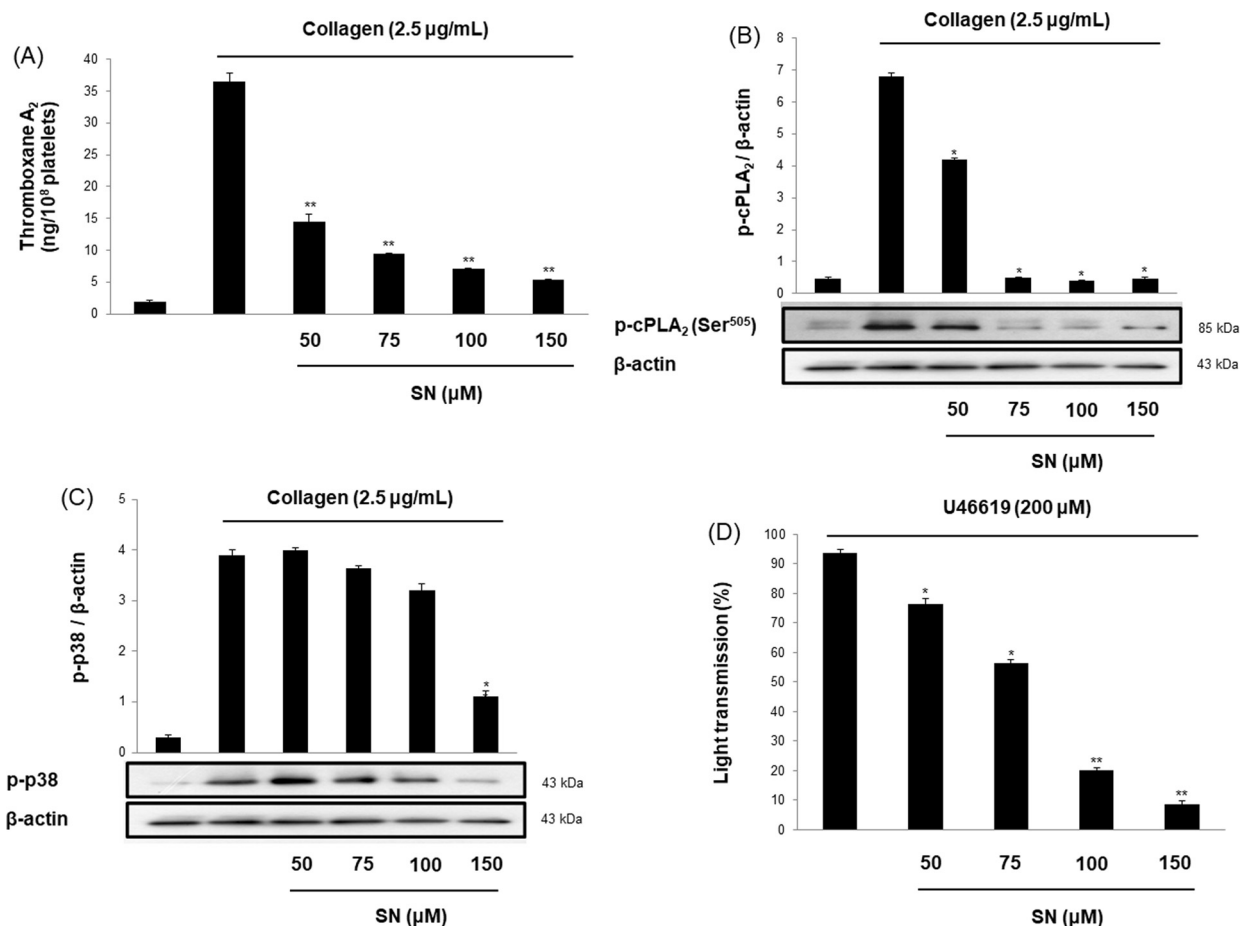 (A)
Collagen (2.5 µg/mL)
Thromboxane A2
(ng/10⁸ platelets)
40
35
30
25
20
15
10
5
0
**
**
**
**
50 75 100 150
SN (µM)
(B)
Collagen (2.5 µg/mL)
p-cPLA2 / β-actin
8
7
6
5
4
3
2
1
0
*
*
*
*
p-cPLA2 (Ser⁵⁰⁵) 85 kDa
β-actin 43 kDa
50 75 100 150
SN (µM)
(C)
Collagen (2.5 µg/mL)
p-p38 / β-actin
5
4
3
2
1
0
*
p-p38 43 kDa
β-actin 43 kDa
50 75 100 150
SN (µM)
(D)
U46619 (200 µM)
Light transmission (%)
100
90
80
70
60
50
40
30
20
10
0
*
*
**
**
50 75 100 150
SN (µM)